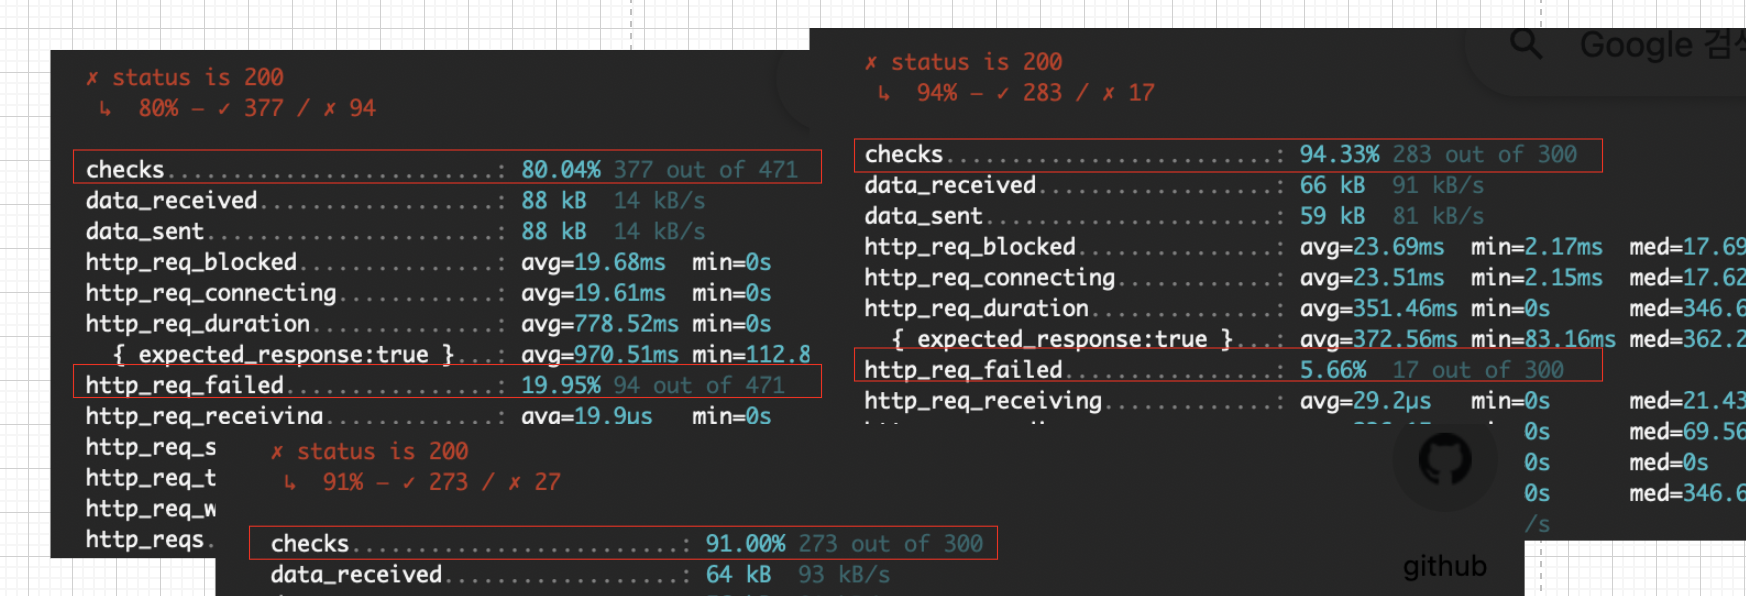 ✗ status is 200
↳ 80% — ✓ 377 / ✗ 94
checks.........................: 80.04% 377 out of 471
data_received..................: 88 kB 14 kB/s
data_sent......................: 88 kB 14 kB/s
http_req_blocked...............: avg=19.68ms min=0s
http_req_connecting............: avg=19.61ms min=0s
http_req_duration..............: avg=778.52ms min=0s
{ expected_response:true }...: avg=970.51ms min=112.8
http_req_failed................: 19.95% 94 out of 471
http_req_receiving.............: avg=19.9µs min=0s
http_req_s
http_req_t
http_req_w
http_reqs.
Google
✗ status is 200
↳ 94% — ✓ 283 / ✗ 17
checks.........................: 94.33% 283 out of 300
data_received..................: 66 kB 91 kB/s
data_sent......................: 59 kB 81 kB/s
http_req_blocked...............: avg=23.69ms min=2.17ms med=17.69
http_req_connecting............: avg=23.51ms min=2.15ms med=17.62
http_req_duration..............: avg=351.46ms min=0s med=346.6
{ expected_response:true }...: avg=372.56ms min=83.16ms med=362.2
http_req_failed................: 5.66% 17 out of 300
http_req_receiving.............: avg=29.2µs min=0s med=21.43
0s med=69.56
0s med=0s
0s med=346.6
/s
✗ status is 200
↳ 91% — ✓ 273 / ✗ 27
checks.........................: 91.00% 273 out of 300
data_received..................: 64 kB 93 kB/s
github